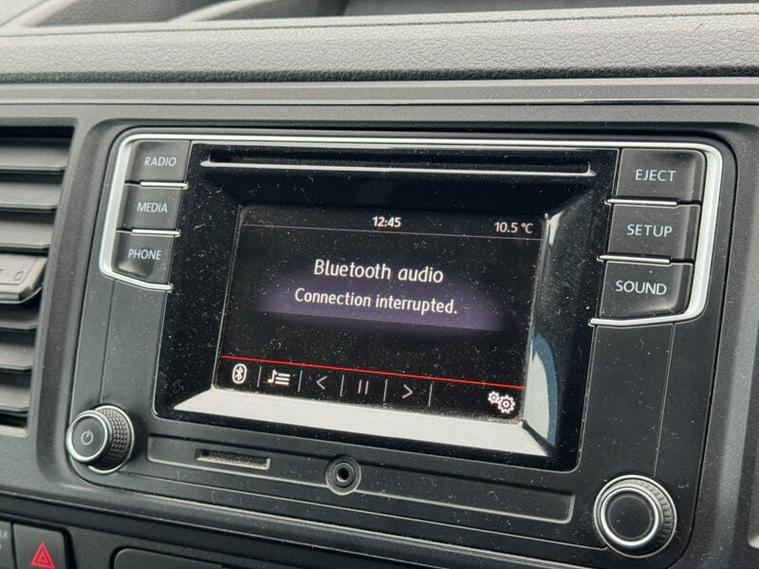 RADIO
MEDIA
PHONE
EJECT
SETUP
SOUND
12:45
10.5 °C
Bluetooth audio
Connection interrupted.